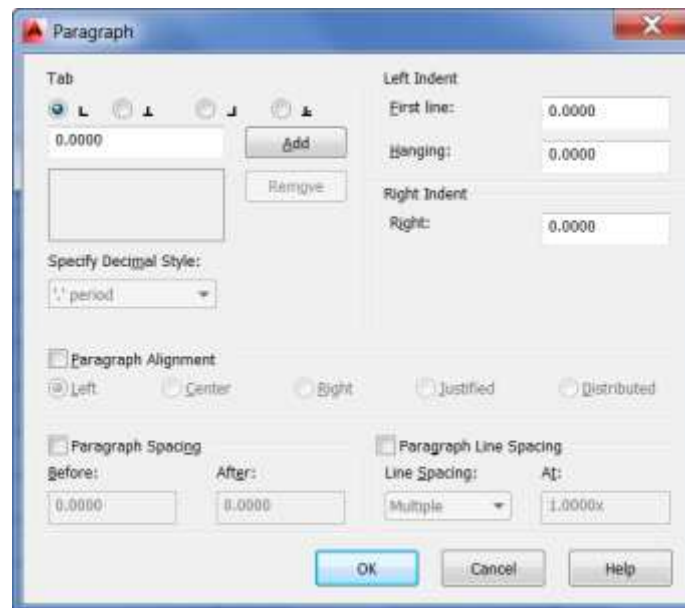 Paragraph
Tab
0.0000
Add
Remove
Specify Decimal Style:
'.' period
Left Indent
First line:
0.0000
Hanging:
0.0000
Right Indent
Right:
0.0000
Paragraph Alignment
Left Center Right Justified Distributed
Paragraph Spacing
Before: After:
0.0000 0.0000
Paragraph Line Spacing
Line Spacing: At:
Multiple 1.0000x
OK Cancel Help